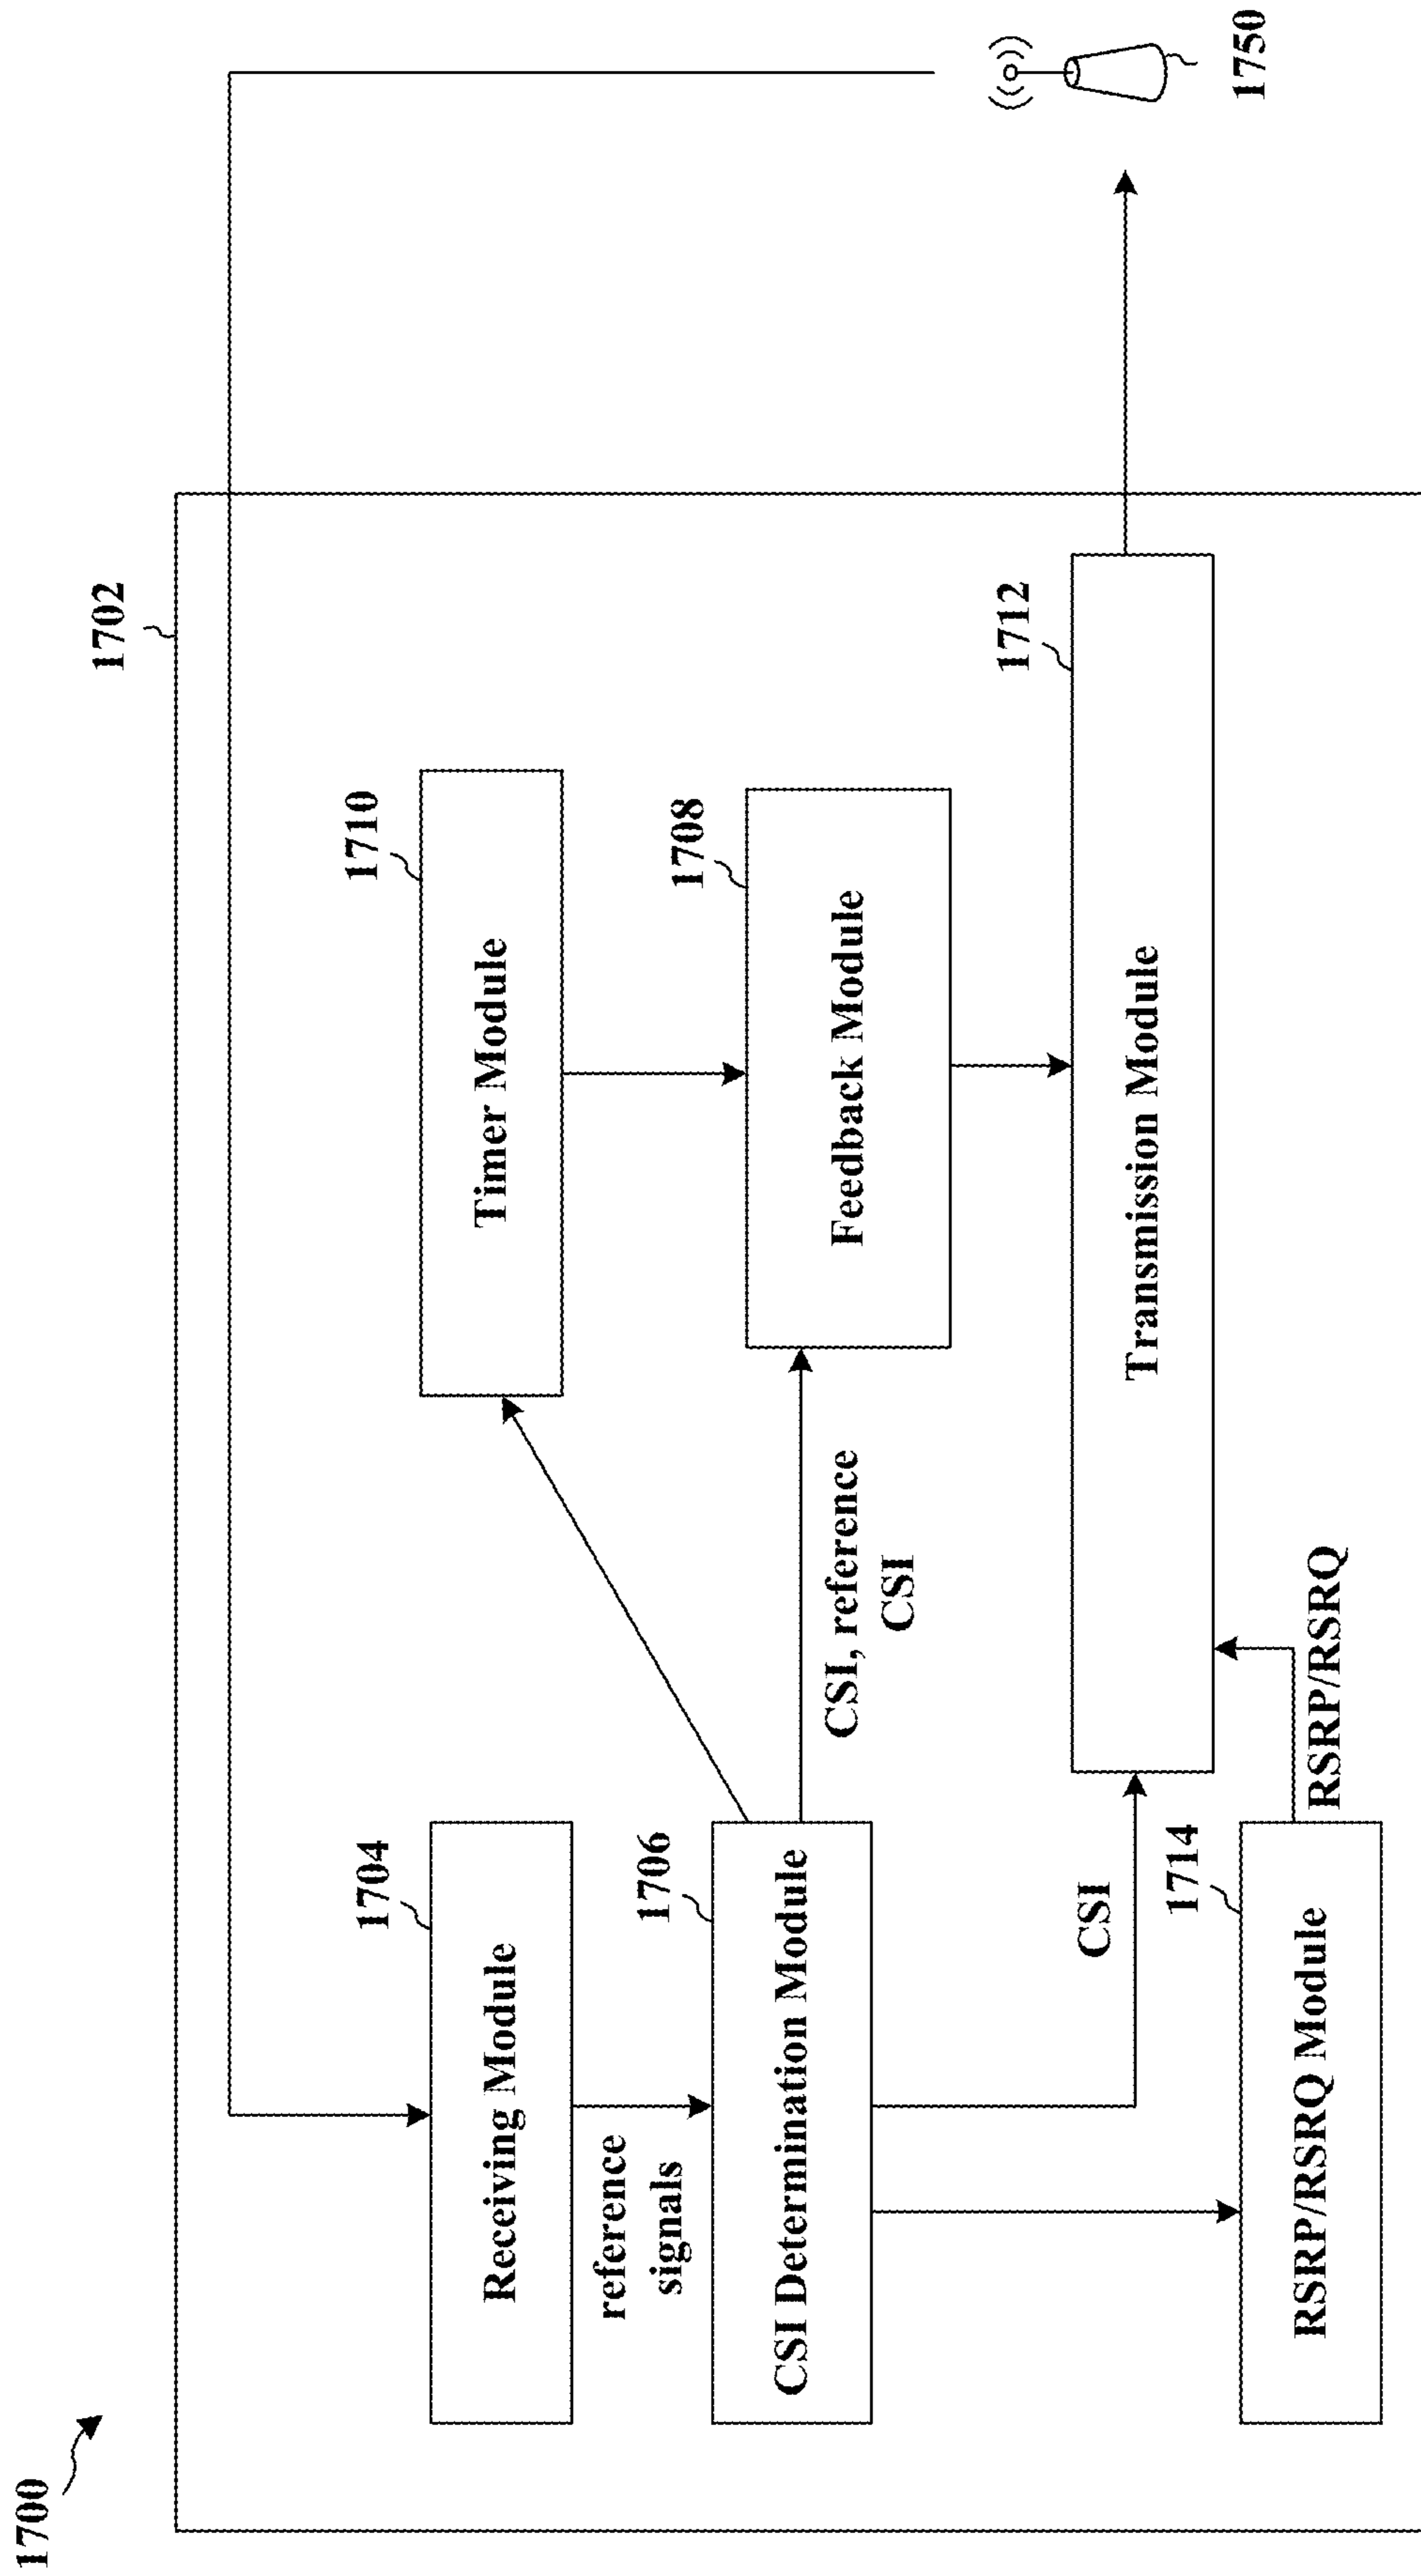 1700
1702
1704
Receiving Module
1710
Timer Module
reference
signals
1706
CSI Determination Module
1708
Feedback Module
CSI, reference
CSI
CSI
1712
Transmission Module
1714
RSRP/RSRQ Module
RSRP/RSRQ
1750